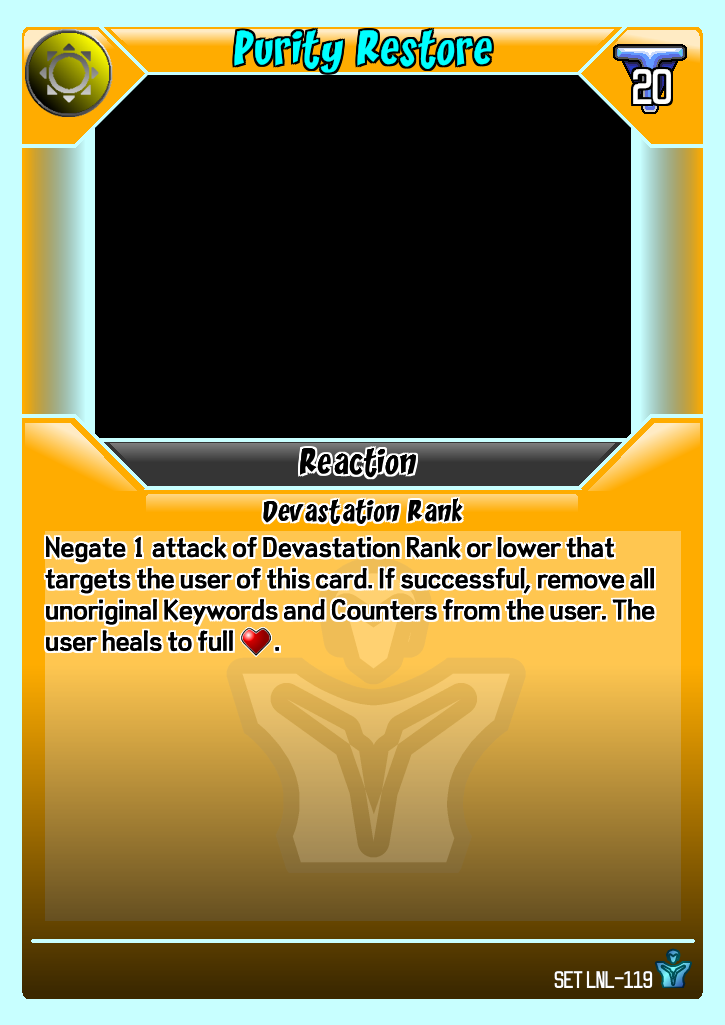 Purity Restore
20
Reaction
Devastation Rank
Negate 1 attack of Devastation Rank or lower that
targets the user of this card. If successful, remove all
unoriginal Keywords and Counters from the user. The
user heals to full ❤.
SET LNL-119